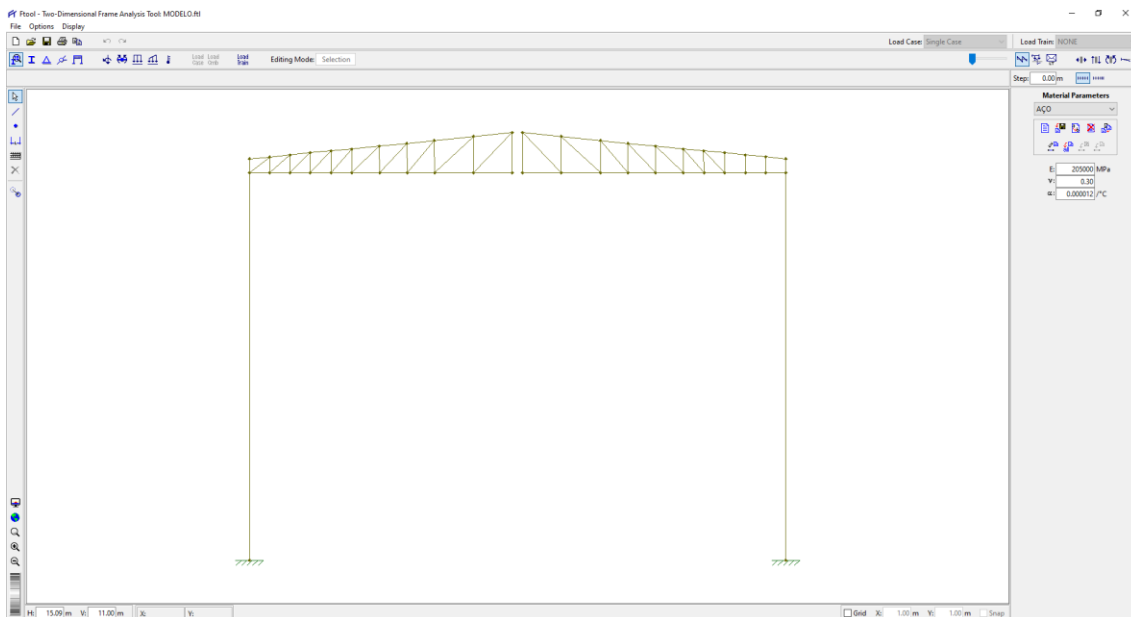 Ftool - Two-Dimensional Frame Analysis Tool: MODELO.ftl
File Options Display
Load Case: Single Case Load Train: NONE
Load Case Load Comb Load Train Editing Mode: Selection
Step: 0.00 m
Material Parameters
AÇO
E: 205000 MPa
ν: 0.30
α: 0.000012 /°C
H: 15.09 m V: 11.00 m X: Y: Grid X: 1.00 m Y: 1.00 m Snap